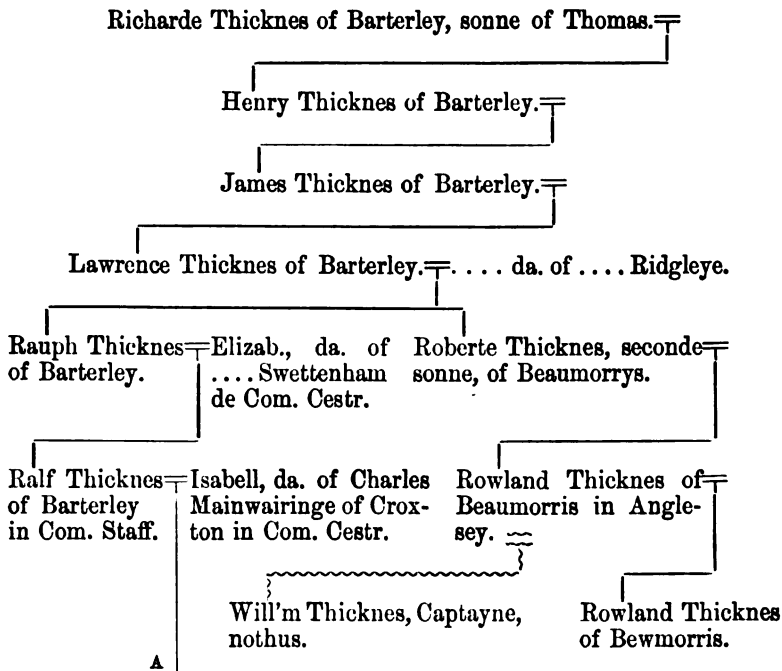 Richarde Thicknes of Barterley, sonne of Thomas.
Henry Thicknes of Barterley.
James Thicknes of Barterley.
Lawrence Thicknes of Barterley. .... da. of .... Ridgleye.
Rauph Thicknes
of Barterley.
Elizab., da. of
.... Swettenham
de Com. Cestr.
Roberte Thicknes, seconde
sonne, of Beaumorrys.
Ralf Thicknes
of Barterley
in Com. Staff.
Isabell, da. of Charles
Mainwairinge of Crox-
ton in Com. Cestr.
Rowland Thicknes of
Beaumorris in Angle-
sey.
Will'm Thicknes, Captayne,
nothus.
Rowland Thicknes
of Bewmorris.
A